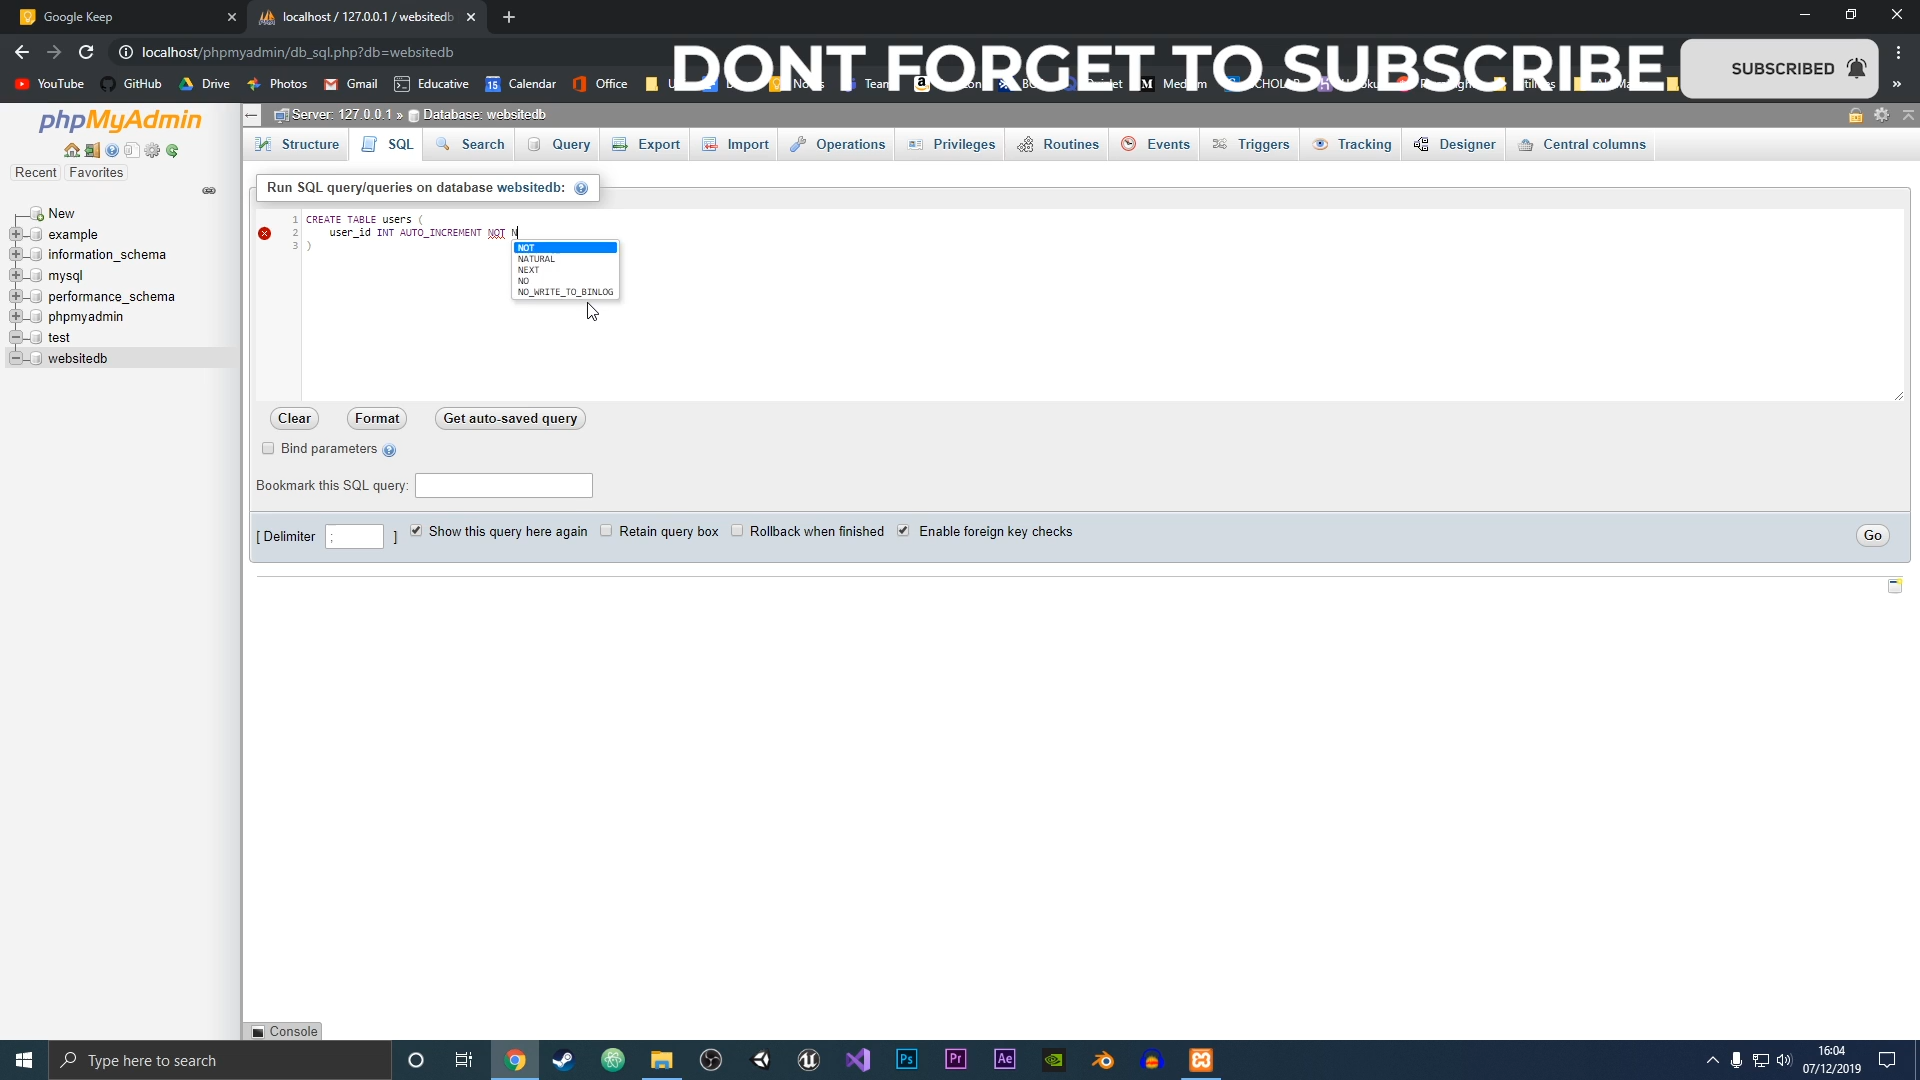 Google Keep
localhost / 127.0.0.1 / websitedb
localhost/phpmyadmin/db_sql.php?db=websitedb
DONT FORGET TO SUBSCRIBE
SUBSCRIBED
YouTube GitHub Drive Photos Gmail Educative Calendar Office
phpMyAdmin
Recent Favorites
New
example
information_schema
mysql
performance_schema
phpmyadmin
test
websitedb
Server: 127.0.0.1 » Database: websitedb
Structure SQL Search Query Export Import Operations Privileges Routines Events Triggers Tracking Designer Central columns
Run SQL query/queries on database websitedb:
1 CREATE TABLE users (
2 user_id INT AUTO_INCREMENT NOT N
3 )
NOT
NATURAL
NEXT
NO
NO_WRITE_TO_BINLOG
Clear Format Get auto-saved query
Bind parameters
Bookmark this SQL query:
[ Delimiter ; ] Show this query here again Retain query box Rollback when finished Enable foreign key checks
Go
Console
Type here to search
16:04
07/12/2019